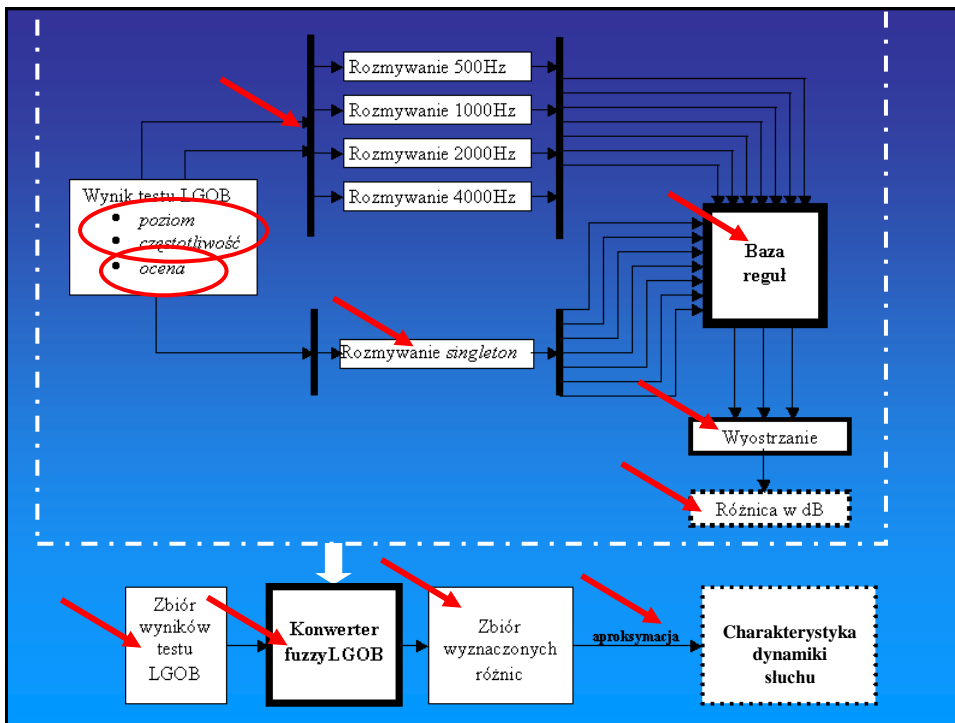 Rozmywanie 500Hz
Rozmywanie 1000Hz
Rozmywanie 2000Hz
Rozmywanie 4000Hz
Wynik testu LGOB
• poziom
• częstotliwość
• ocena
Baza
reguł
Rozmywanie singleton
Wyostrzanie
Różnica w dB
Zbiór
wyników
testu
LGOB
Konwerter
fuzzyLGOB
Zbiór
wyznaczonych
różnic
aproksymacja
Charakterystyka
dynamiki
słuchu